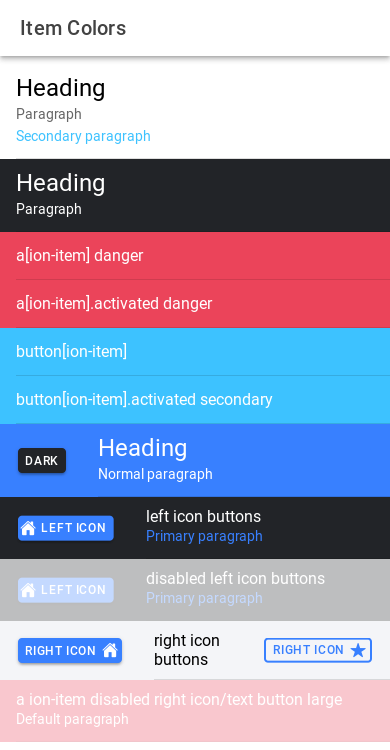 Item Colors
Heading
Paragraph
Secondary paragraph
Heading
Paragraph
a[ion-item] danger
a[ion-item].activated danger
button[ion-item]
button[ion-item].activated secondary
DARK
Heading
Normal paragraph
LEFT ICON
left icon buttons
Primary paragraph
LEFT ICON
disabled left icon buttons
Primary paragraph
RIGHT ICON
right icon
buttons
RIGHT ICON
a ion-item disabled right icon/text button large
Default paragraph